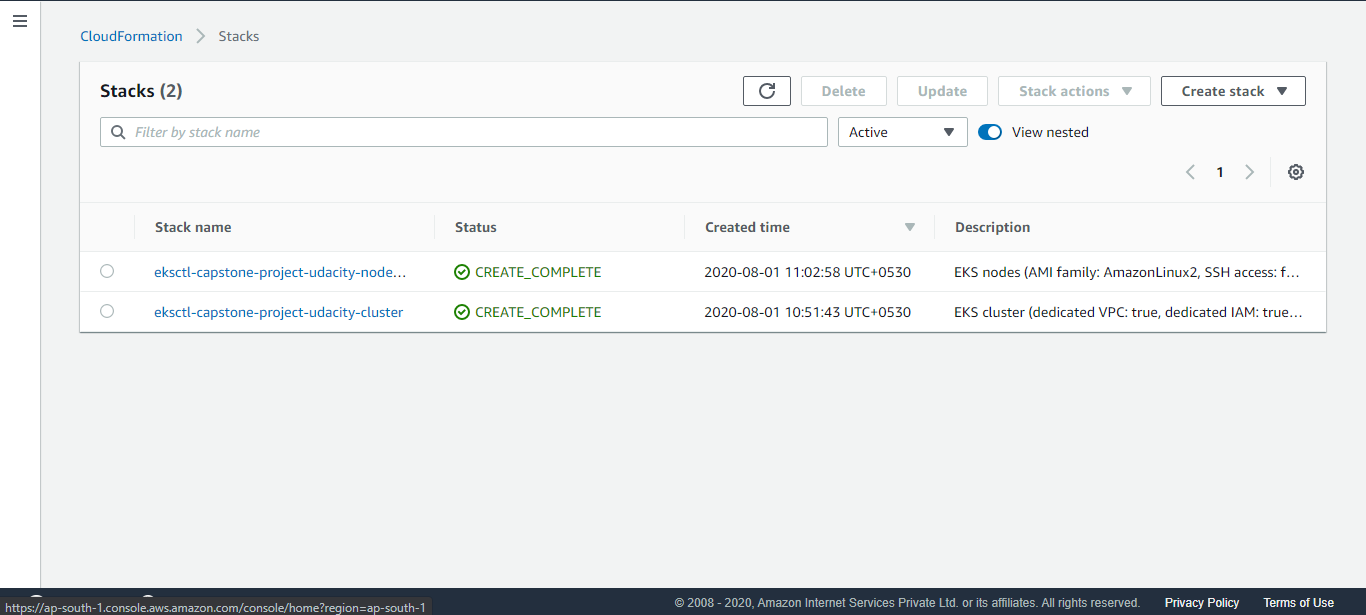 CloudFormation > Stacks
Stacks (2)
Delete
Update
Stack actions
Create stack
Filter by stack name
Active
View nested
1
Stack name Status Created time Description
eksctl-capstone-project-udacity-node... CREATE_COMPLETE 2020-08-01 11:02:58 UTC+0530 EKS nodes (AMI family: AmazonLinux2, SSH access: f...
eksctl-capstone-project-udacity-cluster CREATE_COMPLETE 2020-08-01 10:51:43 UTC+0530 EKS cluster (dedicated VPC: true, dedicated IAM: true...
https://ap-south-1.console.aws.amazon.com/console/home?region=ap-south-1
© 2008 - 2020, Amazon Internet Services Private Ltd. or its affiliates. All rights reserved. Privacy Policy Terms of Use